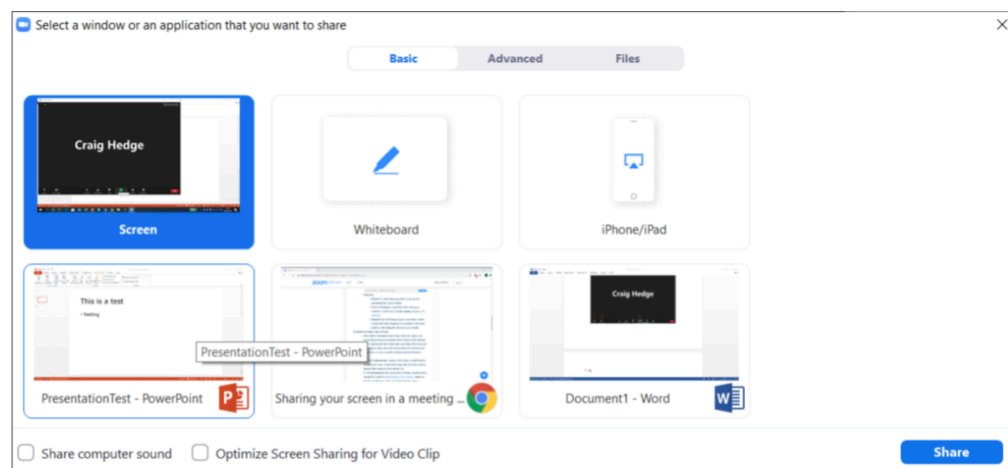 Select a window or an application that you want to share
Basic Advanced Files
Craig Hedge
Screen
Whiteboard
iPhone/iPad
This is a test
• Testing
zoom
Craig Hedge
PresentationTest - PowerPoint
PresentationTest - PowerPoint
Sharing your screen in a meeting ...
Document1 - Word
Share computer sound
Optimize Screen Sharing for Video Clip
Share